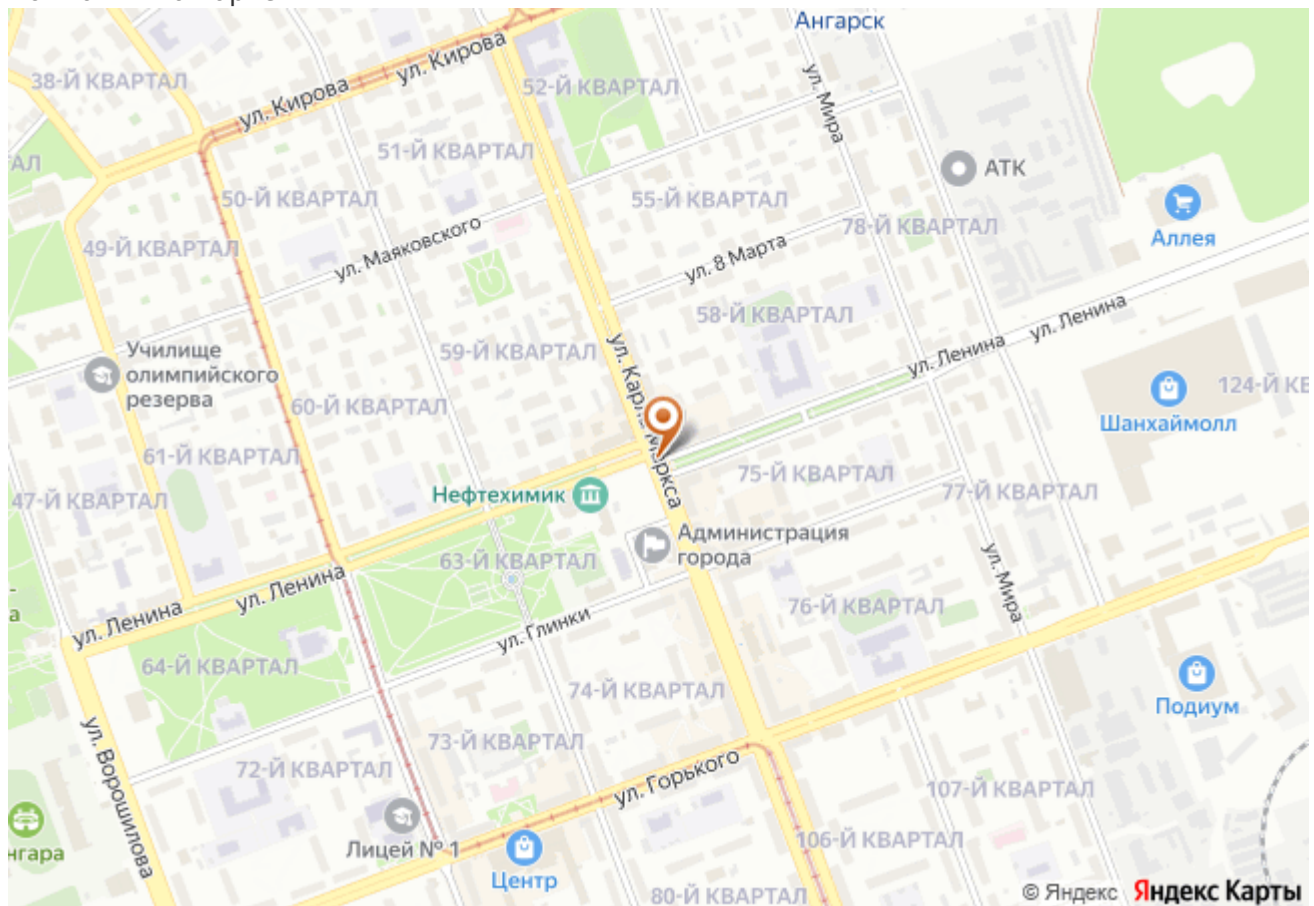 Ангарск
38-Й КВАРТАЛ
ул. Кирова
ул. Кирова
52-Й КВАРТАЛ
ул. Мира
51-Й КВАРТАЛ
АТК
50-Й КВАРТАЛ
55-Й КВАРТАЛ
78-Й КВАРТАЛ
Аллея
49-Й КВАРТАЛ
ул. Маяковского
ул. 8 Марта
58-Й КВАРТАЛ
ул. Ленина
ул. Ленина
Училище
олимпийского
резерва
59-Й КВАРТАЛ
ул. Карла Маркса
60-Й КВАРТАЛ
Шанхаймолл
61-Й КВАРТАЛ
75-Й КВАРТАЛ
77-Й КВАРТАЛ
47-Й КВАРТАЛ
Нефтехимик
Администрация
города
63-Й КВАРТАЛ
ул. Мира
ул. Ленина
ул. Ленина
76-Й КВАРТАЛ
ул. Глинки
64-Й КВАРТАЛ
74-Й КВАРТАЛ
Подиум
ул. Ворошилова
73-Й КВАРТАЛ
72-Й КВАРТАЛ
ул. Горького
107-Й КВАРТАЛ
Лицей № 1
106-Й КВАРТАЛ
Центр
80-Й КВАРТАЛ
© Яндекс Яндекс Карты